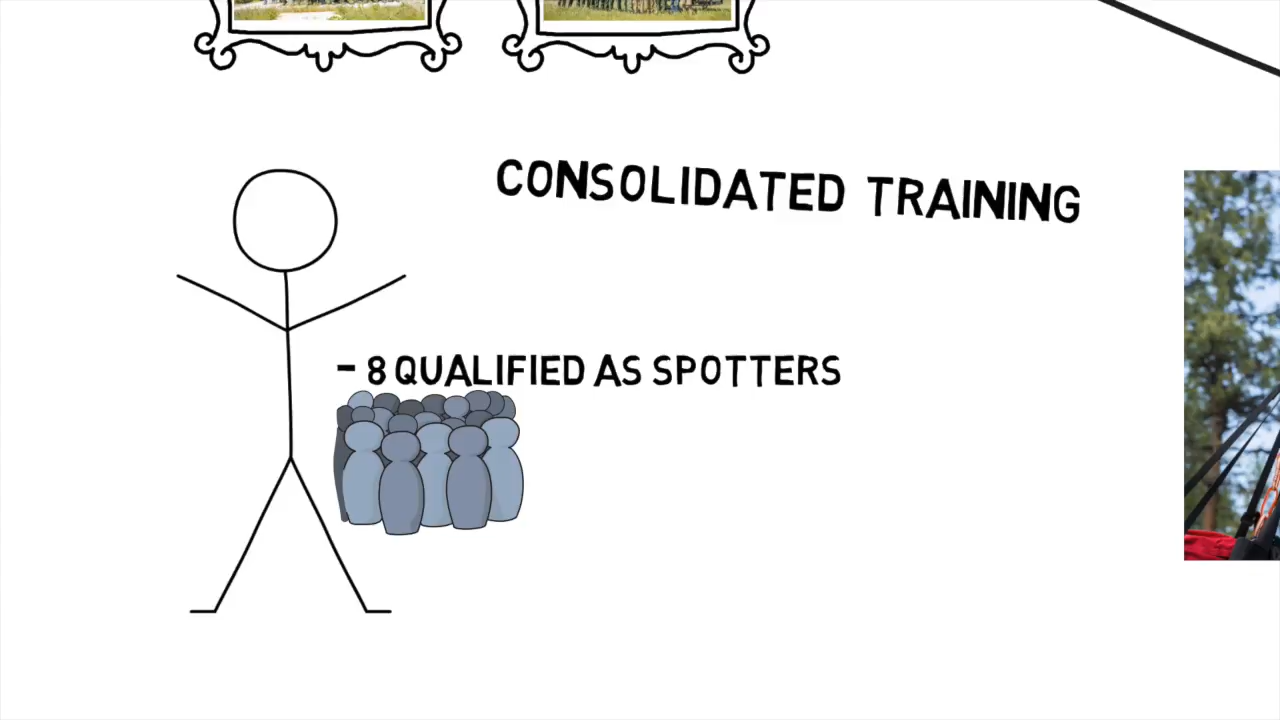 CONSOLIDATED TRAINING
- 8 QUALIFIED AS SPOTTERS